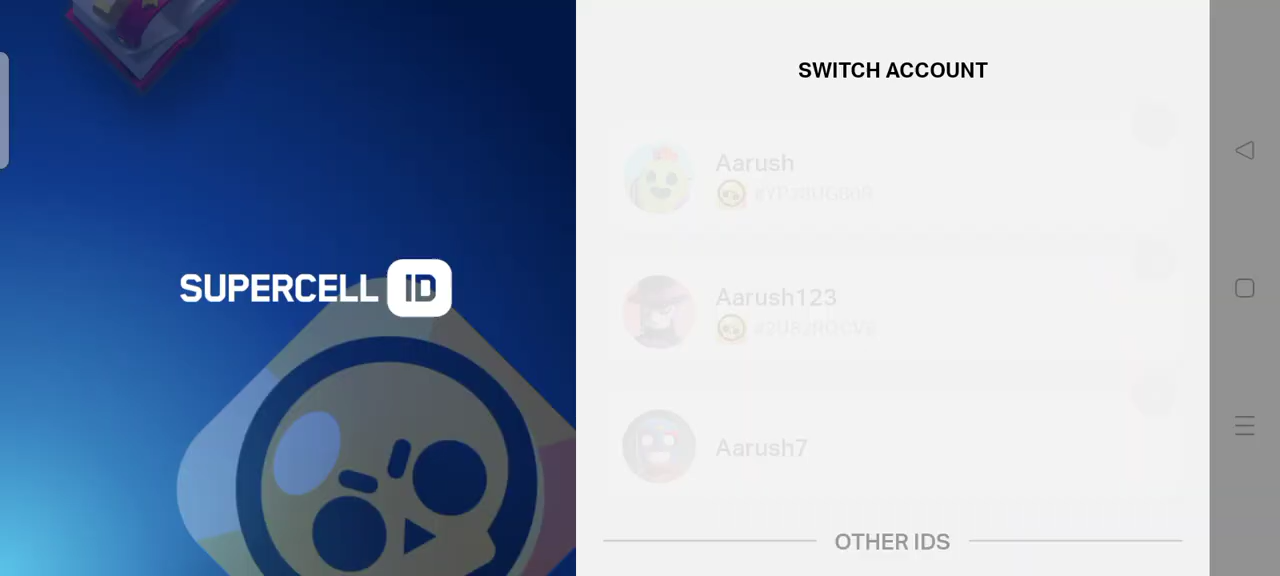 SUPERCELL ID
SWITCH ACCOUNT
Aarush
Aarush123
Aarush7
OTHER IDS